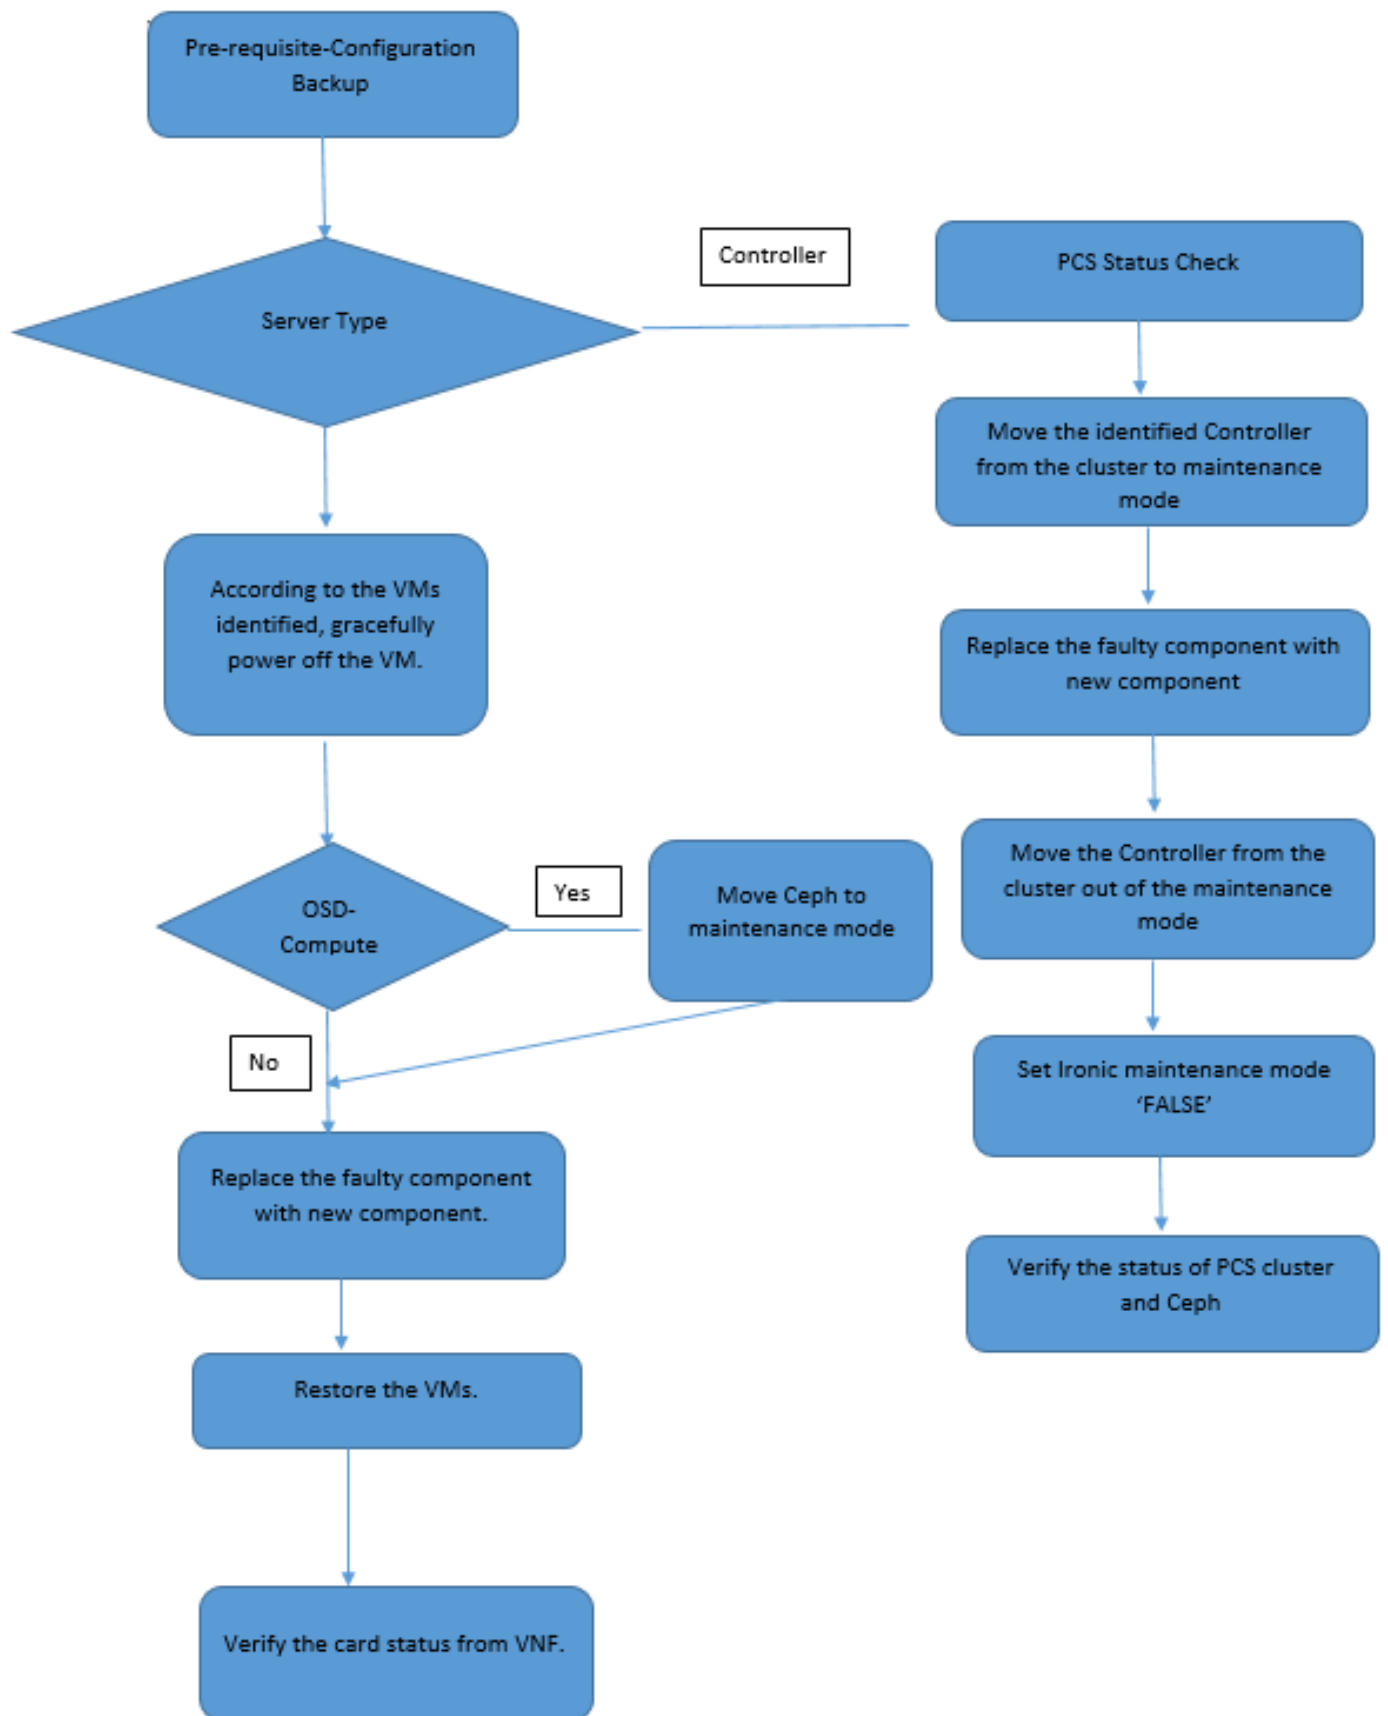 Pre-requisite-Configuration
Backup
Server Type
Controller
PCS Status Check
Move the identified Controller
from the cluster to maintenance
mode
Replace the faulty component with
new component
Move the Controller from the
cluster out of the maintenance
mode
Set Ironic maintenance mode
‘FALSE’
Verify the status of PCS cluster
and Ceph
According to the VMs
identified, gracefully
power off the VM.
OSD-
Compute
Yes
Move Ceph to
maintenance mode
No
Replace the faulty component
with new component.
Restore the VMs.
Verify the card status from VNF.